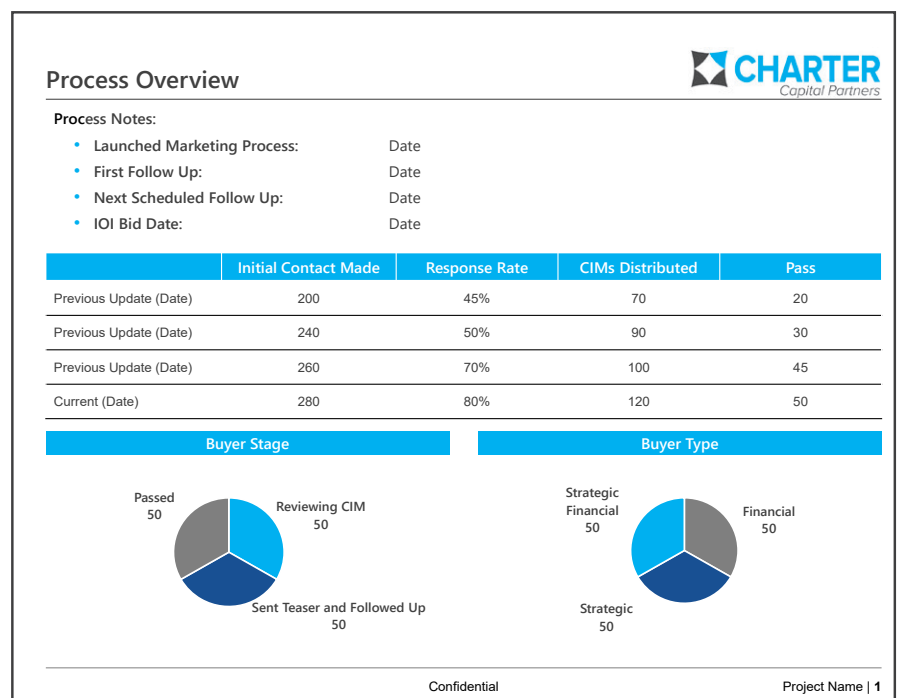 Process Overview
CHARTER
Capital Partners
Process Notes:
• Launched Marketing Process: Date
• First Follow Up: Date
• Next Scheduled Follow Up: Date
• IOI Bid Date: Date
Initial Contact Made Response Rate CIMs Distributed Pass
Previous Update (Date) 200 45% 70 20
Previous Update (Date) 240 50% 90 30
Previous Update (Date) 260 70% 100 45
Current (Date) 280 80% 120 50
Buyer Stage
Passed
50
Reviewing CIM
50
Sent Teaser and Followed Up
50
Buyer Type
Strategic
Financial
50
Financial
50
Strategic
50
Confidential
Project Name | 1